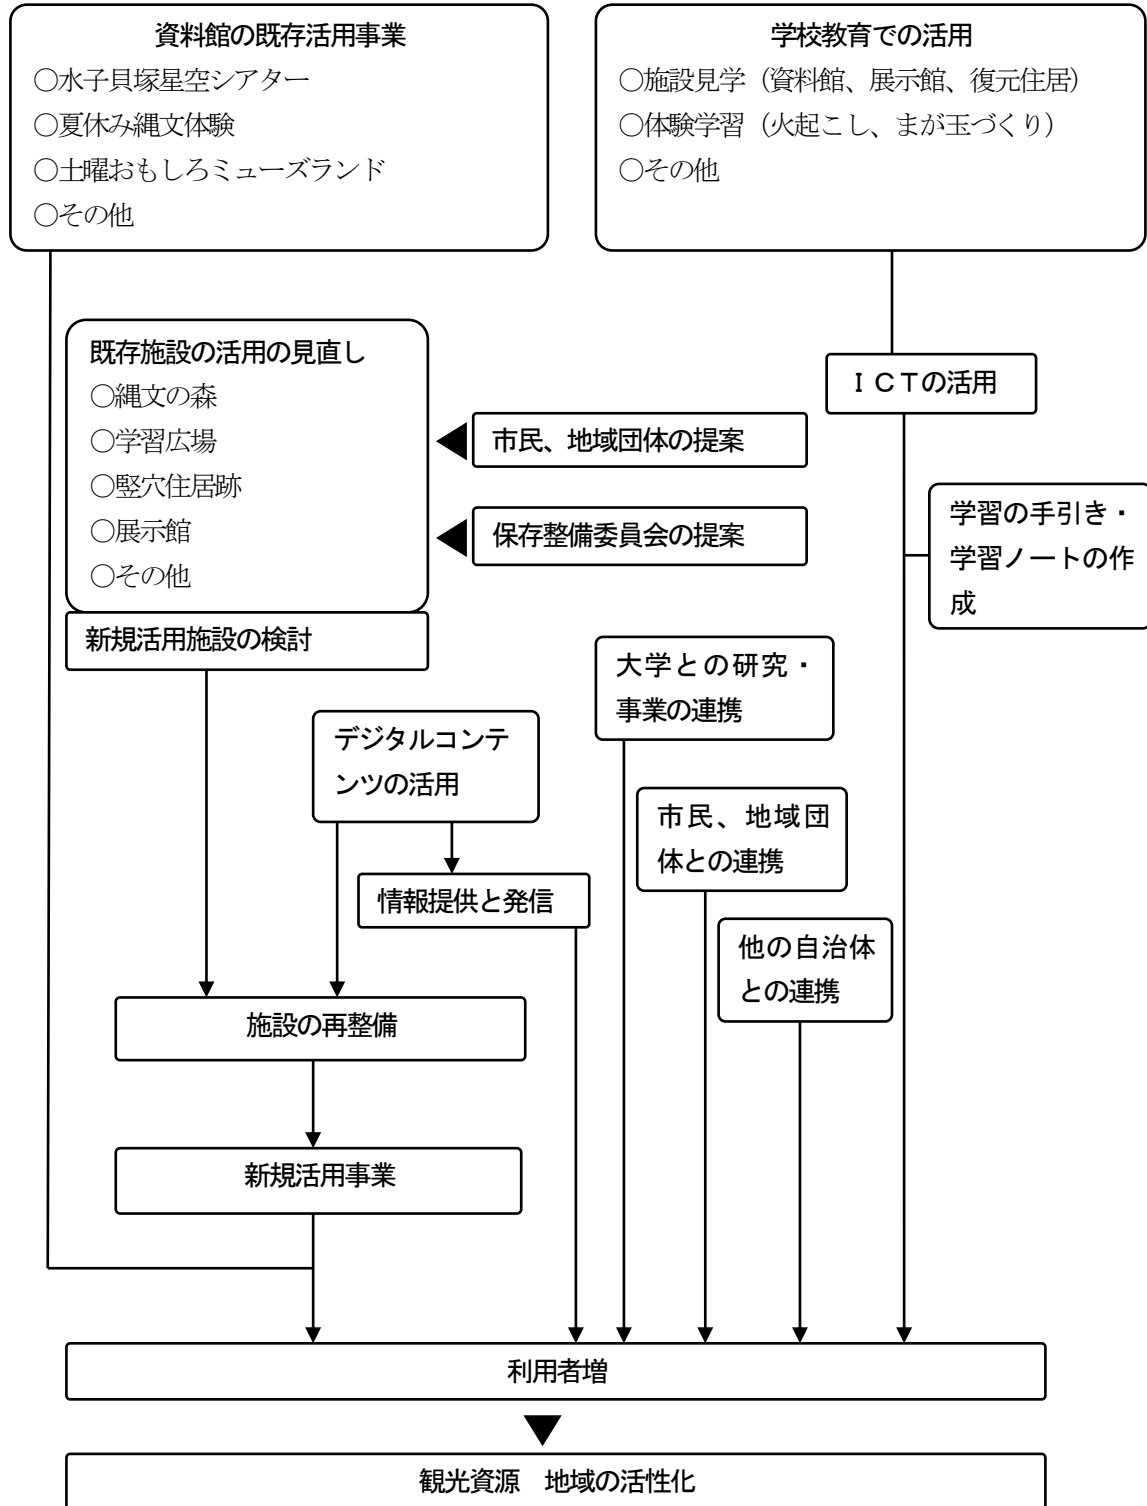 資料館の既存活用事業
○水子貝塚星空シアター
○夏休み縄文体験
○土曜おもしろミューズランド
○その他
学校教育での活用
○施設見学（資料館、展示館、復元住居）
○体験学習（火起こし、まが玉づくり）
○その他
既存施設の活用の見直し
○縄文の森
○学習広場
○竪穴住居跡
○展示館
○その他
新規活用施設の検討
市民、地域団体の提案
保存整備委員会の提案
ＩＣＴの活用
学習の手引き・
学習ノートの作
成
大学との研究・
事業の連携
デジタルコンテ
ンツの活用
市民、地域団
体との連携
情報提供と発信
他の自治体
との連携
施設の再整備
新規活用事業
利用者増
観光資源　地域の活性化